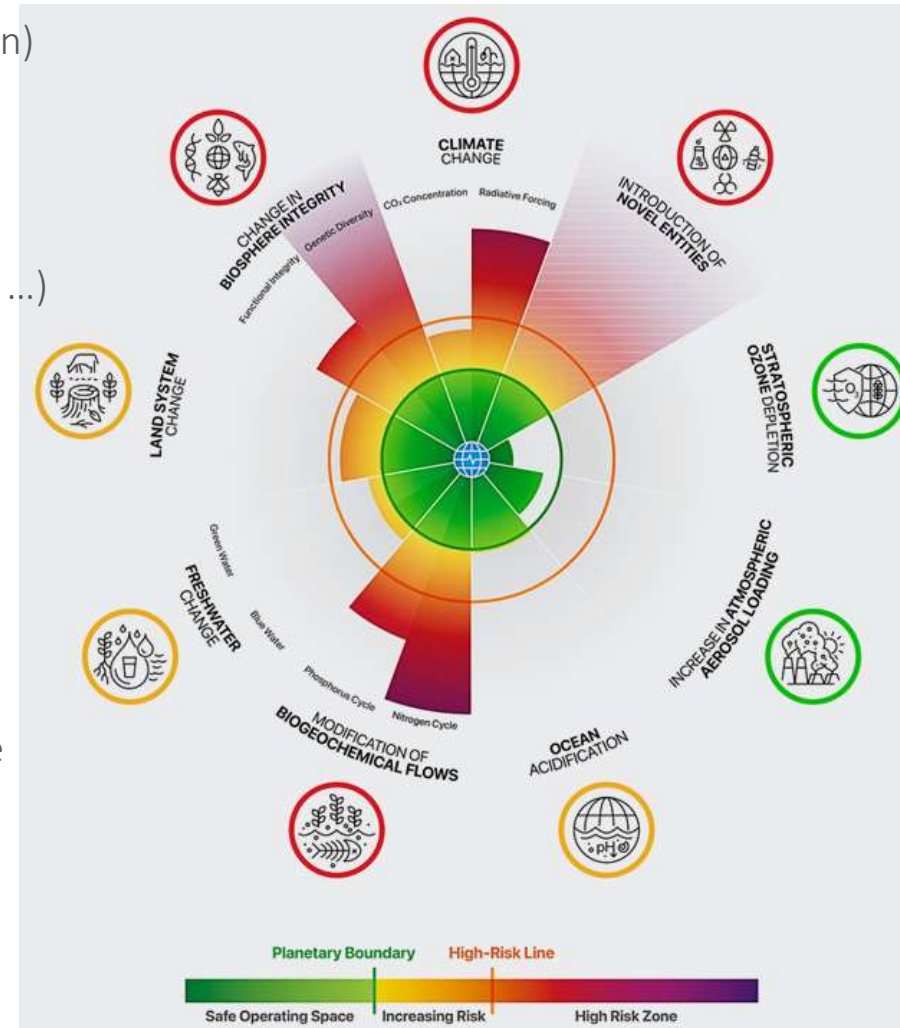 n)
...)
e
CLIMATE
CHANGE
CO₂ Concentration
Radiative Forcing
INTRODUCTION OF
NOVEL ENTITIES
STRATOSPHERIC
OZONE DEPLETION
INCREASE IN ATMOSPHERIC
AEROSOL LOADING
OCEAN
ACIDIFICATION
pH
MODIFICATION OF
BIOGEOCHEMICAL FLOWS
Phosphorus Cycle
Nitrogen Cycle
FRESHWATER
CHANGE
Green Water
Blue Water
LAND SYSTEM
CHANGE
CHANGE IN
BIOSPHERE INTEGRITY
Functional Integrity
Genetic Diversity
Planetary Boundary
High-Risk Line
Safe Operating Space
Increasing Risk
High Risk Zone